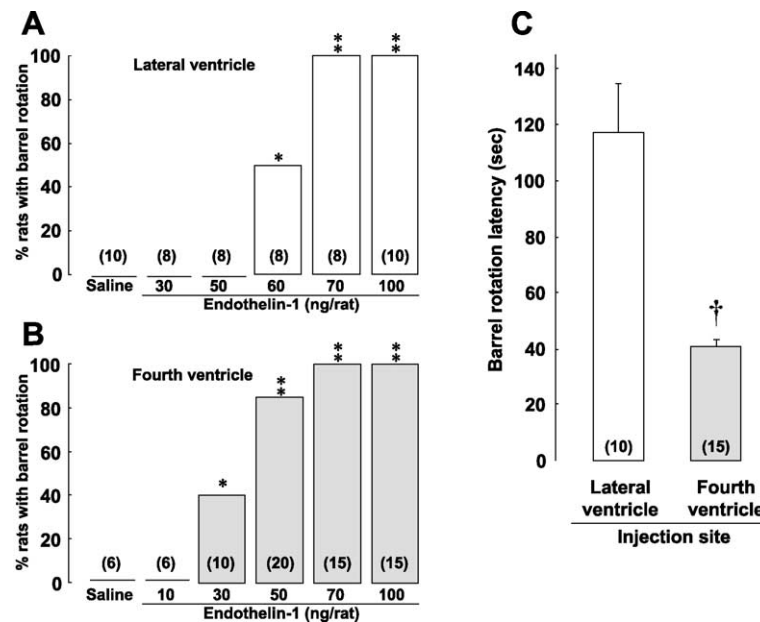 A
Lateral ventricle
% rats with barrel rotation
100
80
60
40
20
0
*
* *
* *
(10) (8) (8) (8) (8) (10)
Saline 30 50 60 70 100
Endothelin-1 (ng/rat)
B
Fourth ventricle
% rats with barrel rotation
100
80
60
40
20
0
*
* *
* *
* *
(6) (6) (10) (20) (15) (15)
Saline 10 30 50 70 100
Endothelin-1 (ng/rat)
C
Barrel rotation latency (sec)
140
120
100
80
60
40
20
0
†
(10) (15)
Lateral Fourth
ventricle ventricle
Injection site